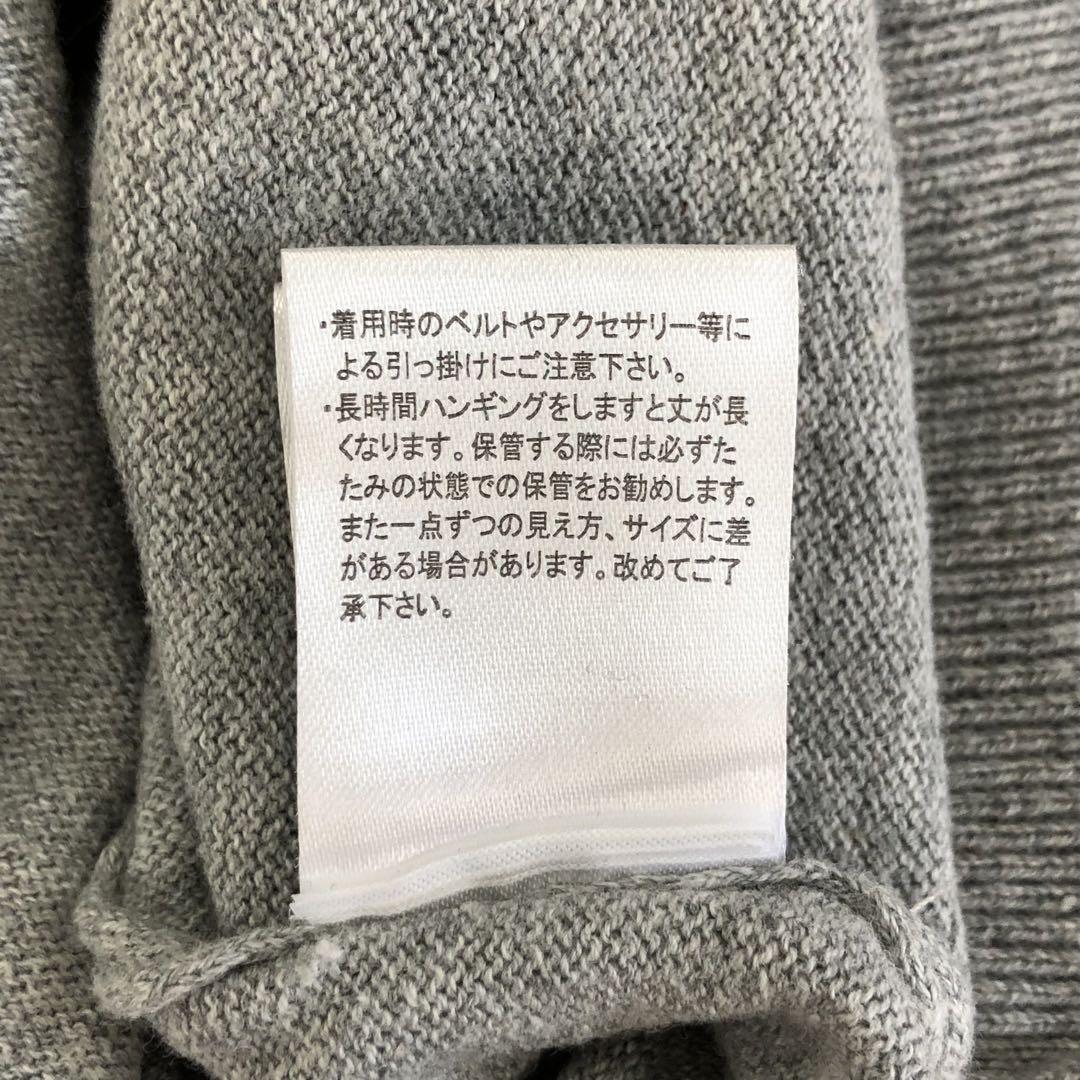 ・着用時のベルトやアクセサリー等に
よる引っ掛けにご注意下さい。
・長時間ハンギングをしますと丈が長
くなります。保管する際には必ずた
たみの状態での保管をお勧めします。
また一点ずつの見え方、サイズに差
がある場合があります。改めてご了
承下さい。